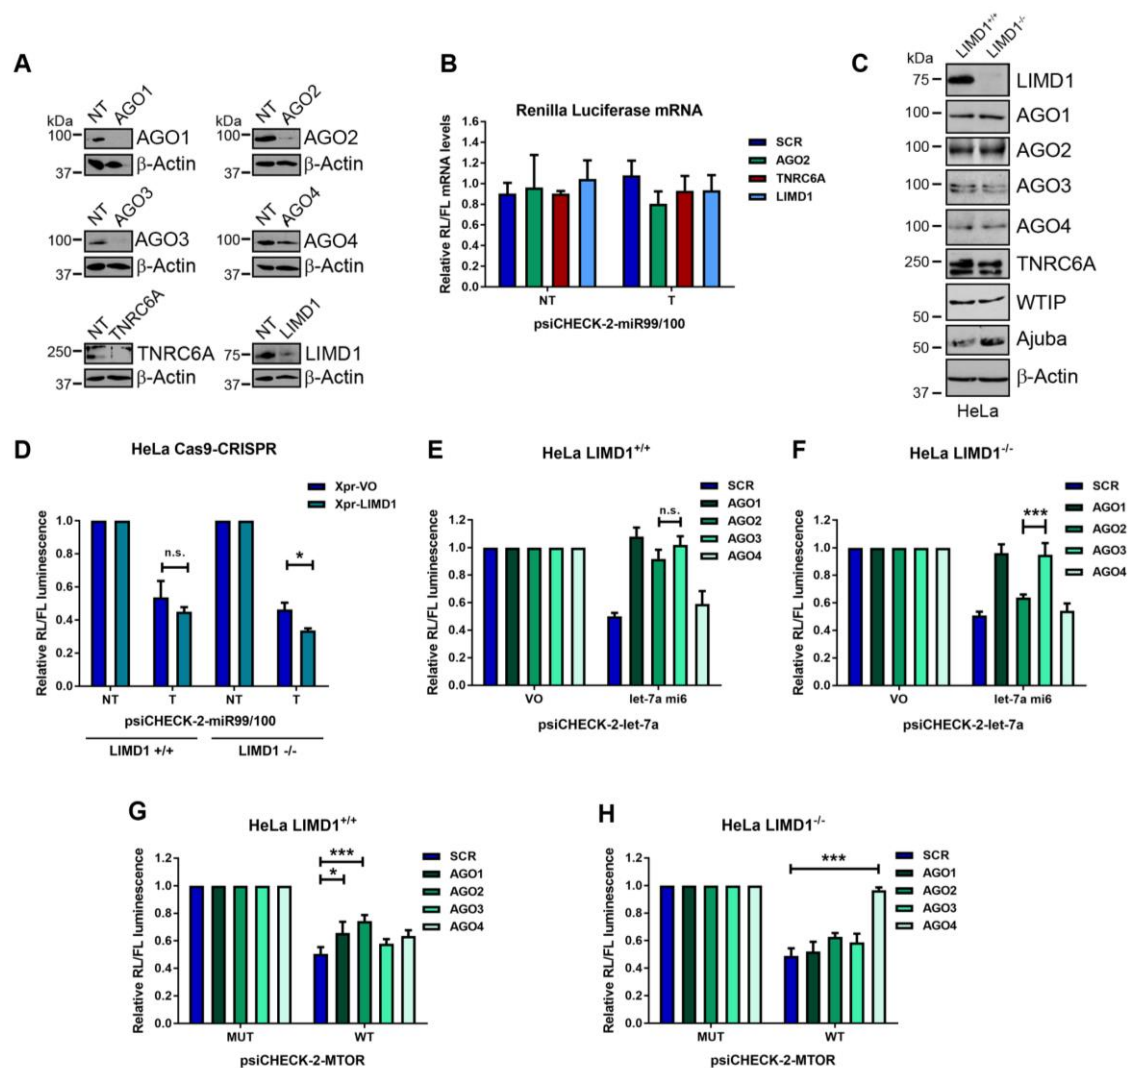 A
kDa
NT
AGO1
100
AGO1
β-Actin
37
NT
AGO2
100
AGO2
β-Actin
37
NT
AGO3
100
AGO3
β-Actin
37
NT
AGO4
100
AGO4
β-Actin
37
NT
TNRC6A
250
TNRC6A
β-Actin
37
NT
LIMD1
75
LIMD1
β-Actin
37
B
Renilla Luciferase mRNA
Relative RL/FL mRNA levels
1.6
1.4
1.2
1.0
0.8
0.6
0.4
0.2
0.0
NT
T
psiCHECK-2-miR99/100
SCR
AGO2
TNRC6A
LIMD1
C
LIMD1+/+
LIMD1-/-
kDa
75
LIMD1
100
AGO1
100
AGO2
100
AGO3
100
AGO4
250
TNRC6A
50
WTIP
50
Ajuba
37
β-Actin
HeLa
D
HeLa Cas9-CRISPR
Xpr-VO
Xpr-LIMD1
Relative RL/FL luminescence
1.0
0.8
0.6
0.4
0.2
0.0
n.s.
*
NT
T
NT
T
psiCHECK-2-miR99/100
LIMD1 +/+
LIMD1 -/-
E
HeLa LIMD1+/+
SCR
AGO1
AGO2
AGO3
AGO4
Relative RL/FL luminescence
1.2
1.0
0.8
0.6
0.4
0.2
0.0
n.s.
VO
let-7a mi6
psiCHECK-2-let-7a
F
HeLa LIMD1-/-
SCR
AGO1
AGO2
AGO3
AGO4
Relative RL/FL luminescence
1.2
1.0
0.8
0.6
0.4
0.2
0.0
***
VO
let-7a mi6
psiCHECK-2-let-7a
G
HeLa LIMD1+/+
SCR
AGO1
AGO2
AGO3
AGO4
Relative RL/FL luminescence
1.2
1.0
0.8
0.6
0.4
0.2
0.0
***
*
MUT
WT
psiCHECK-2-MTOR
H
HeLa LIMD1-/-
SCR
AGO1
AGO2
AGO3
AGO4
Relative RL/FL luminescence
1.2
1.0
0.8
0.6
0.4
0.2
0.0
***
MUT
WT
psiCHECK-2-MTOR